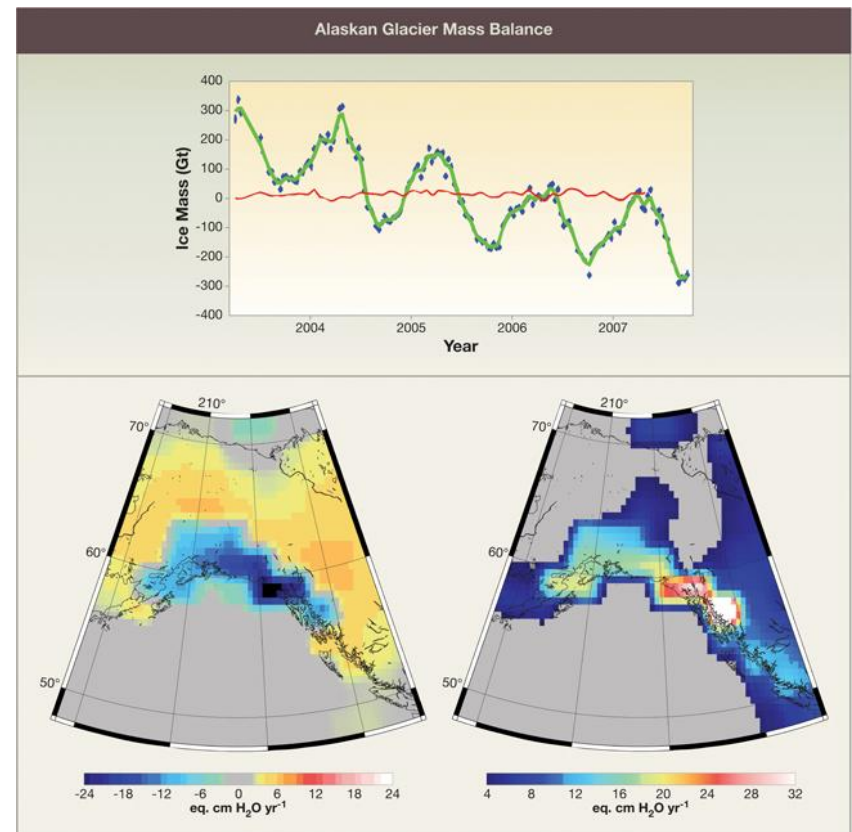 Alaskan Glacier Mass Balance
400
300
200
100
0
-100
-200
-300
-400
Ice Mass (Gt)
2004 2005 2006 2007
Year
210° 210°
70° 70°
60° 60°
50° 50°
-24 -18 -12 -6 0 6 12 18 24
eq. cm H₂O yr⁻¹
4 8 12 16 20 24 28 32
eq. cm H₂O yr⁻¹